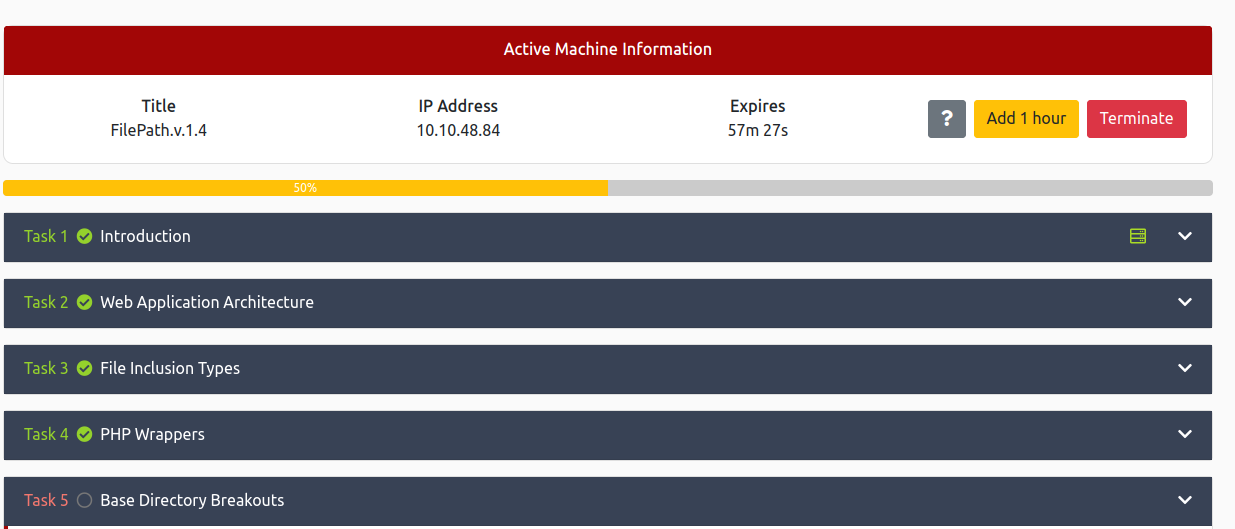 Active Machine Information
Title IP Address Expires
FilePath.v.1.4 10.10.48.84 57m 27s ? Add 1 hour Terminate
50%
Task 1 Introduction
Task 2 Web Application Architecture
Task 3 File Inclusion Types
Task 4 PHP Wrappers
Task 5 Base Directory Breakouts